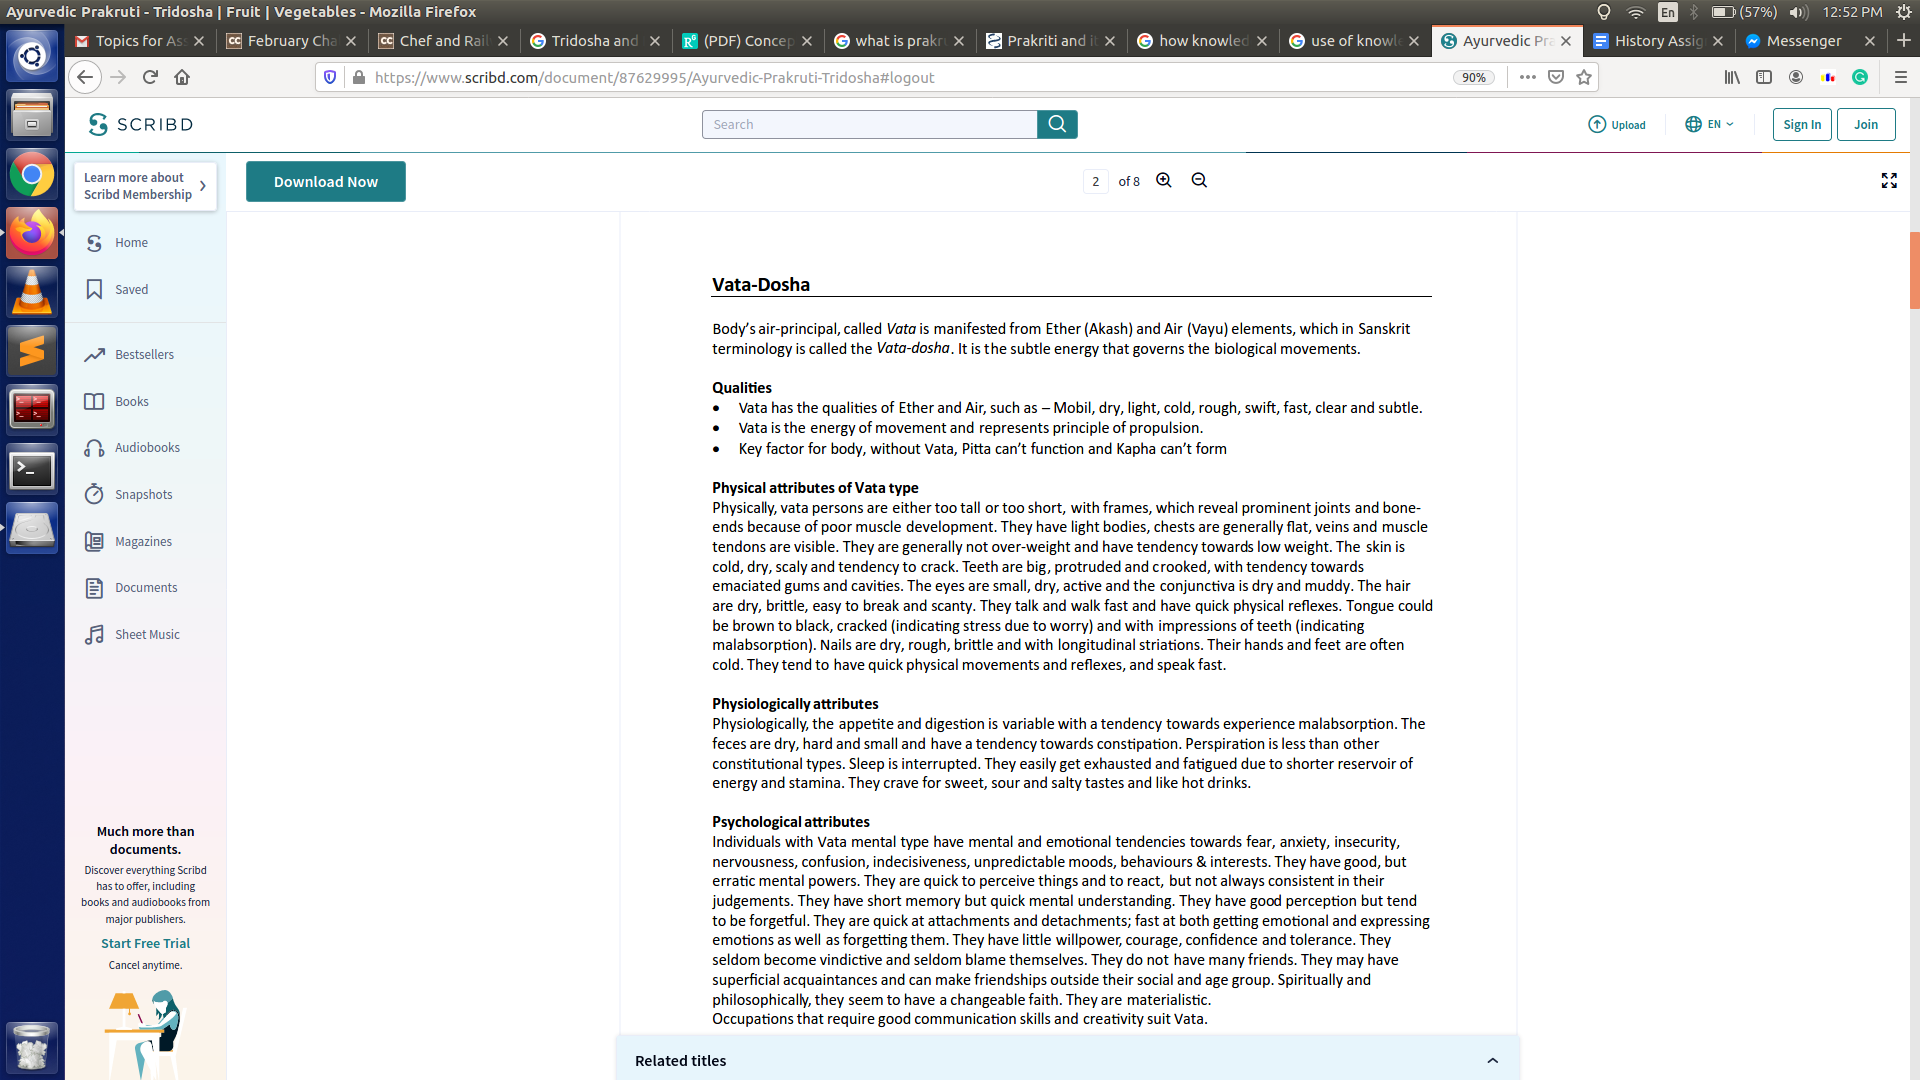 Ayurvedic Prakruti - Tridosha | Fruit | Vegetables - Mozilla Firefox
En
(57%)
12:52 PM
Topics for As
February Cha
Chef and Rail
Tridosha and
(PDF) Concep
what is prakr
Prakriti and it
how knowled
use of knowle
Ayurvedic Pra
History Assig
Messenger
https://www.scribd.com/document/87629995/Ayurvedic-Prakruti-Tridosha#logout
90%
SCRIBD
Search
Upload
EN
Sign In
Join
Learn more about
Scribd Membership
Download Now
2 of 8
Home
Saved
Bestsellers
Books
Audiobooks
Snapshots
Magazines
Documents
Sheet Music
Much more than
documents.
Discover everything Scribd
has to offer, including
books and audiobooks from
major publishers.
Start Free Trial
Cancel anytime.
Vata-Dosha
Body's air-principal, called Vata is manifested from Ether (Akash) and Air (Vayu) elements, which in Sanskrit
terminology is called the Vata-dosha. It is the subtle energy that governs the biological movements.
Qualities
• Vata has the qualities of Ether and Air, such as – Mobil, dry, light, cold, rough, swift, fast, clear and subtle.
• Vata is the energy of movement and represents principle of propulsion.
• Key factor for body, without Vata, Pitta can't function and Kapha can't form
Physical attributes of Vata type
Physically, vata persons are either too tall or too short, with frames, which reveal prominent joints and bone-
ends because of poor muscle development. They have light bodies, chests are generally flat, veins and muscle
tendons are visible. They are generally not over-weight and have tendency towards low weight. The skin is
cold, dry, scaly and tendency to crack. Teeth are big, protruded and crooked, with tendency towards
emaciated gums and cavities. The eyes are small, dry, active and the conjunctiva is dry and muddy. The hair
are dry, brittle, easy to break and scanty. They talk and walk fast and have quick physical reflexes. Tongue could
be brown to black, cracked (indicating stress due to worry) and with impressions of teeth (indicating
malabsorption). Nails are dry, rough, brittle and with longitudinal striations. Their hands and feet are often
cold. They tend to have quick physical movements and reflexes, and speak fast.
Physiologically attributes
Physiologically, the appetite and digestion is variable with a tendency towards experience malabsorption. The
feces are dry, hard and small and have a tendency towards constipation. Perspiration is less than other
constitutional types. Sleep is interrupted. They easily get exhausted and fatigued due to shorter reservoir of
energy and stamina. They crave for sweet, sour and salty tastes and like hot drinks.
Psychological attributes
Individuals with Vata mental type have mental and emotional tendencies towards fear, anxiety, insecurity,
nervousness, confusion, indecisiveness, unpredictable moods, behaviours & interests. They have good, but
erratic mental powers. They are quick to perceive things and to react, but not always consistent in their
judgements. They have short memory but quick mental understanding. They have good perception but tend
to be forgetful. They are quick at attachments and detachments; fast at both getting emotional and expressing
emotions as well as forgetting them. They have little willpower, courage, confidence and tolerance. They
seldom become vindictive and seldom blame themselves. They do not have many friends. They may have
superficial acquaintances and can make friendships outside their social and age group. Spiritually and
philosophically, they seem to have a changeable faith. They are materialistic.
Occupations that require good communication skills and creativity suit Vata.
Related titles